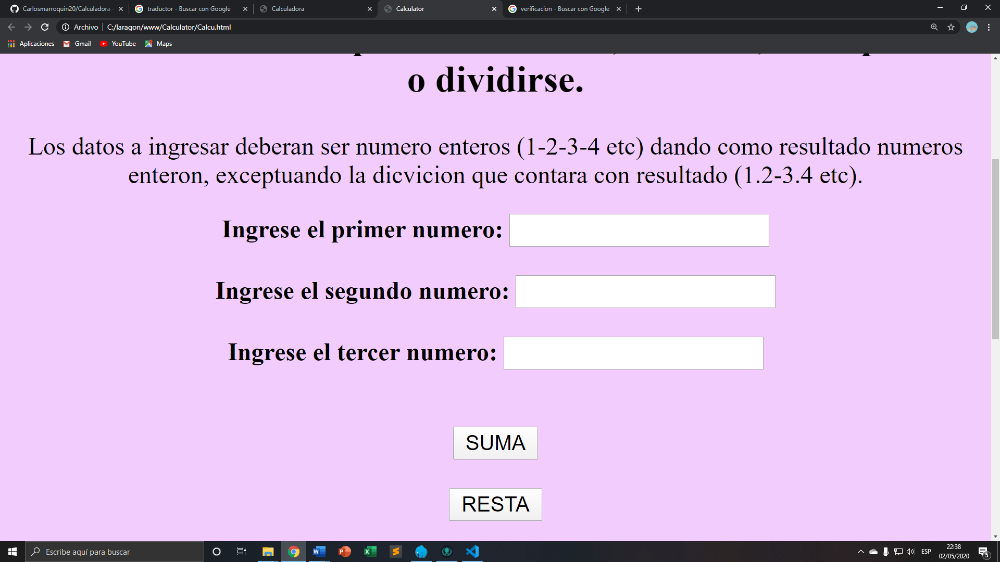 Carlosmarroquin20/Calculadora-
traductor - Buscar con Google
Calculadora
Calculator
verificacion - Buscar con Google
Archivo
C:/laragon/www/Calculator/Calcu.html
Aplicaciones
Gmail
YouTube
Maps
o dividirse.
Los datos a ingresar deberan ser numero enteros (1-2-3-4 etc) dando como resultado numeros
enteron, exceptuando la dicvicion que contara con resultado (1.2-3.4 etc).
Ingrese el primer numero:
Ingrese el segundo numero:
Ingrese el tercer numero:
SUMA
RESTA
Escribe aquí para buscar
ESP
22:38
02/05/2020
5